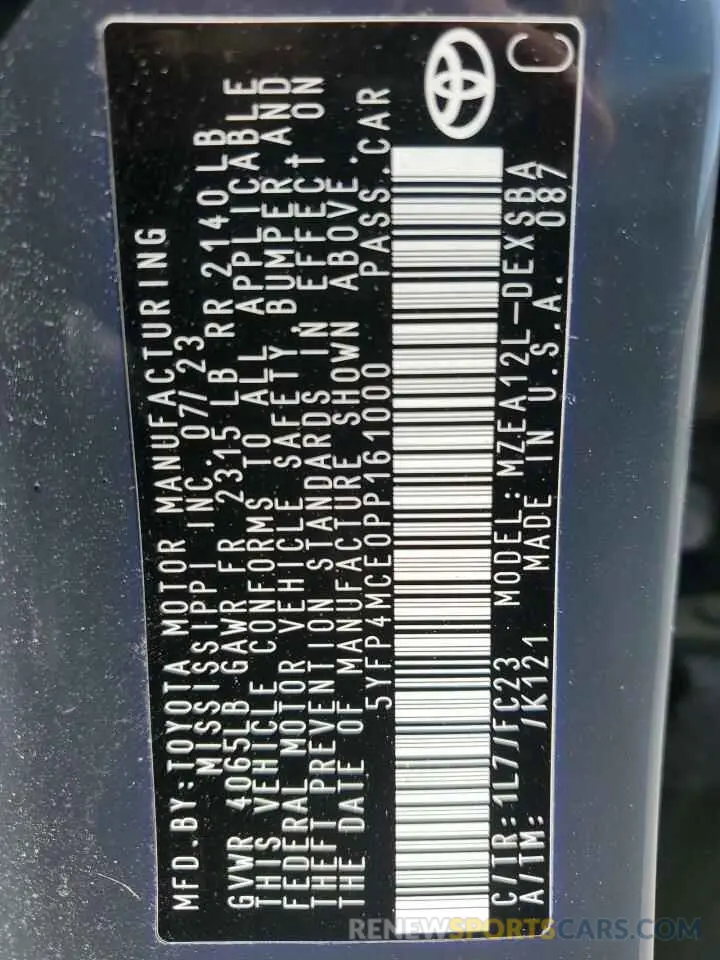 MFD.BY:TOYOTA MOTOR MANUFACTURING
MISSISSIPPI INC. 07/23
GVWR 4065LB GAWR FR 2315 LB RR 2140LB
THIS VEHICLE CONFORMS TO ALL APPLICABLE
FEDERAL MOTOR VEHICLE SAFETY,BUMPER,AND
THEFT PREVENTION STANDARDS IN EFFECT ON
THE DATE OF MANUFACTURE SHOWN ABOVE.
5YFP4MCE0PP161000 PASS.CAR
C/TR:1L7//FC23 MODEL:MZEA12L-DEXSBA
A/TM: /K121 MADE IN U.S.A. 087
C
RENEWSPORTSCARS.COM